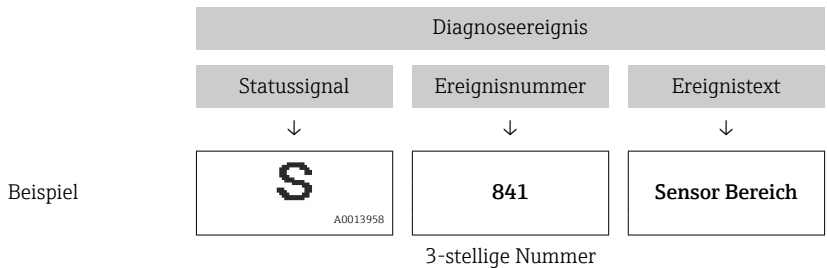 Diagnoseereignis
Statussignal Ereignisnummer Ereignistext
↓ ↓ ↓
Beispiel S 841 Sensor Bereich
A0013958
3-stellige Nummer